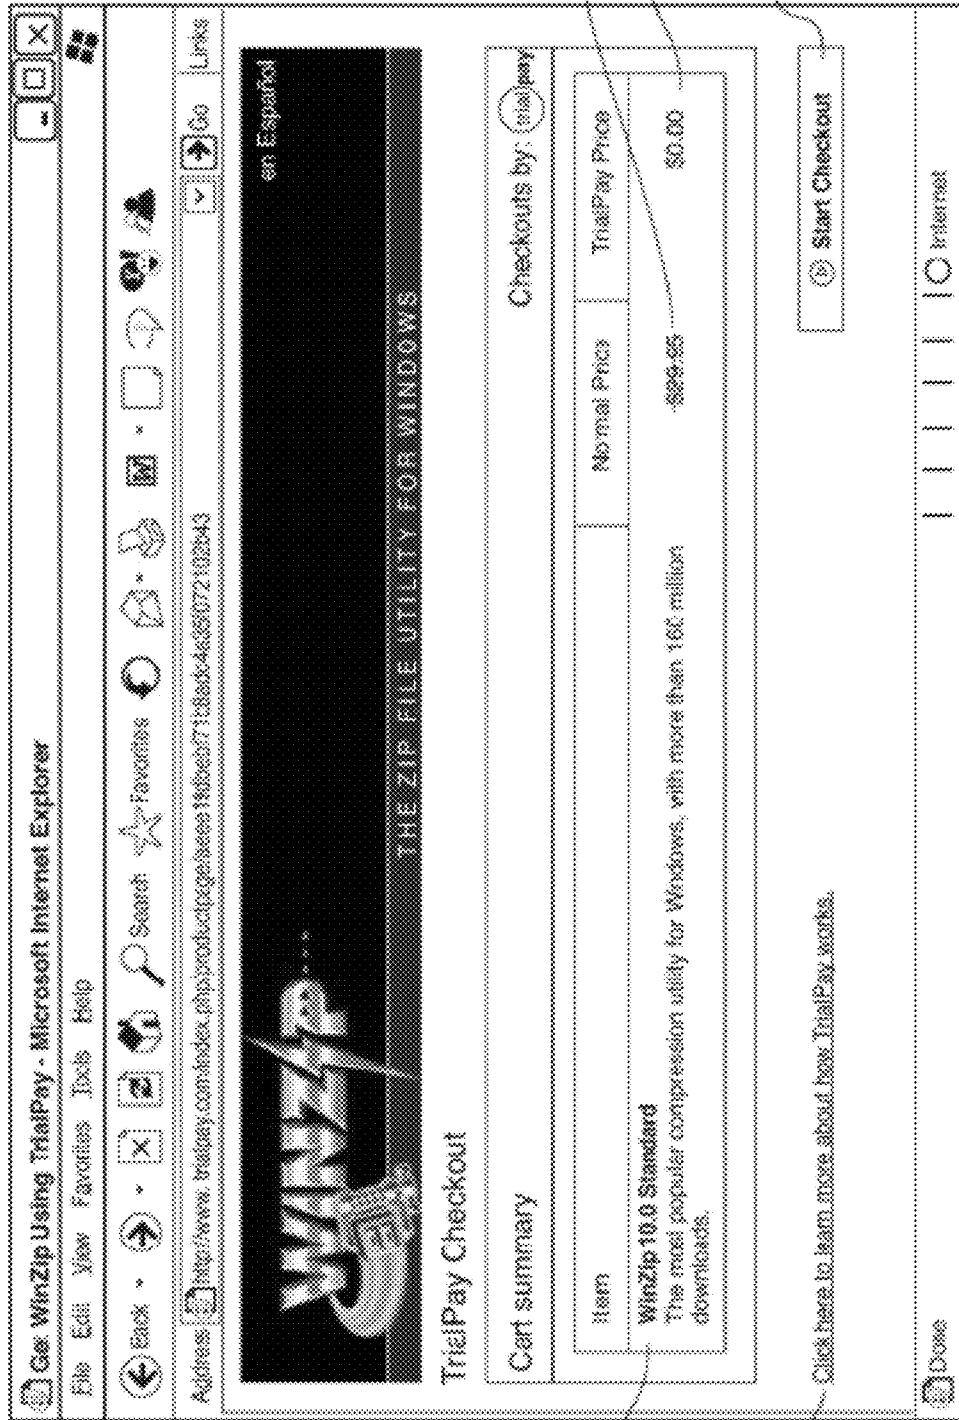 Get WinZip Using TrialPay - Microsoft Internet Explorer
File Edit View Favorites Tools Help
Back Search Favorites
Address Go Links
en Español
WINZIP
THE ZIP FILE UTILITY FOR WINDOWS
TrialPay Checkout
Cart summary Checkouts by: trialpay
Item Normal Price TrialPay Price
WinZip 10.0 Standard
The most popular compression utility for Windows, with more than 160 million $29.95 $0.00
downloads.
Click here to learn more about how TrialPay works. Start Checkout
Done Internet